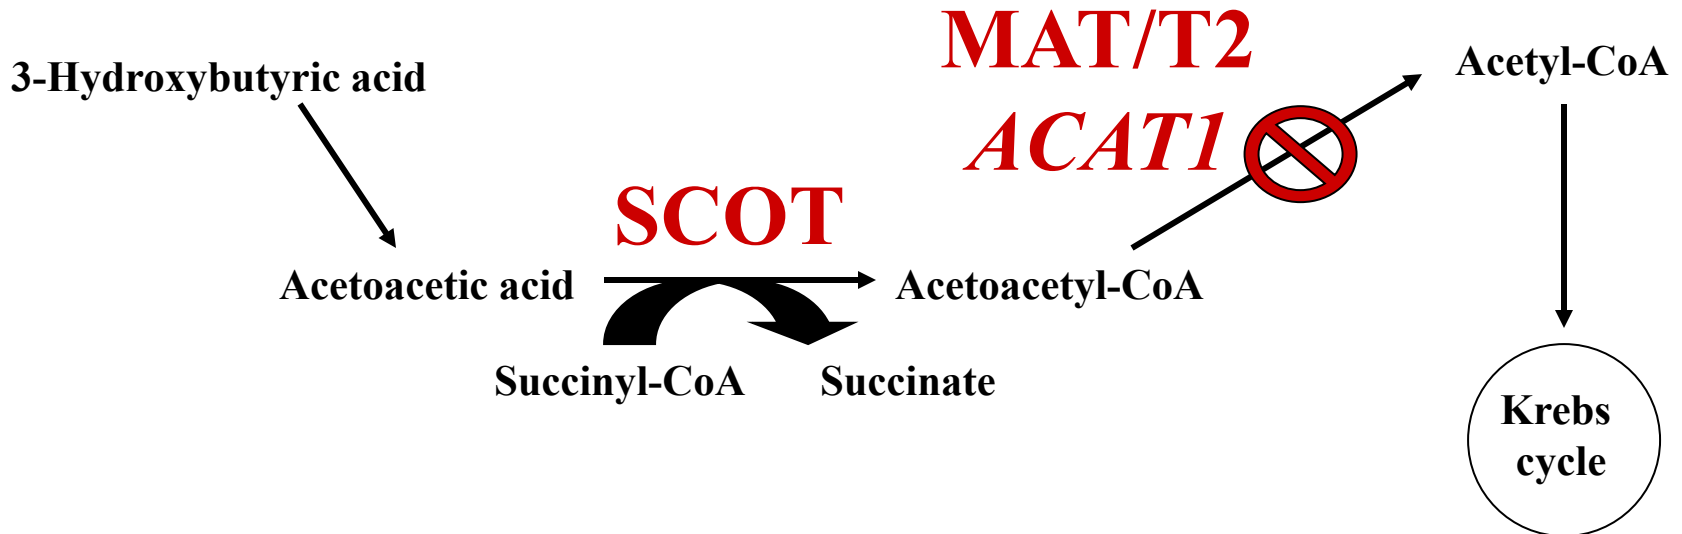 MAT/T2
ACAT1
3-Hydroxybutyric acid
Acetyl-CoA
SCOT
Acetoacetic acid
Acetoacetyl-CoA
Succinyl-CoA
Succinate
Krebs
cycle